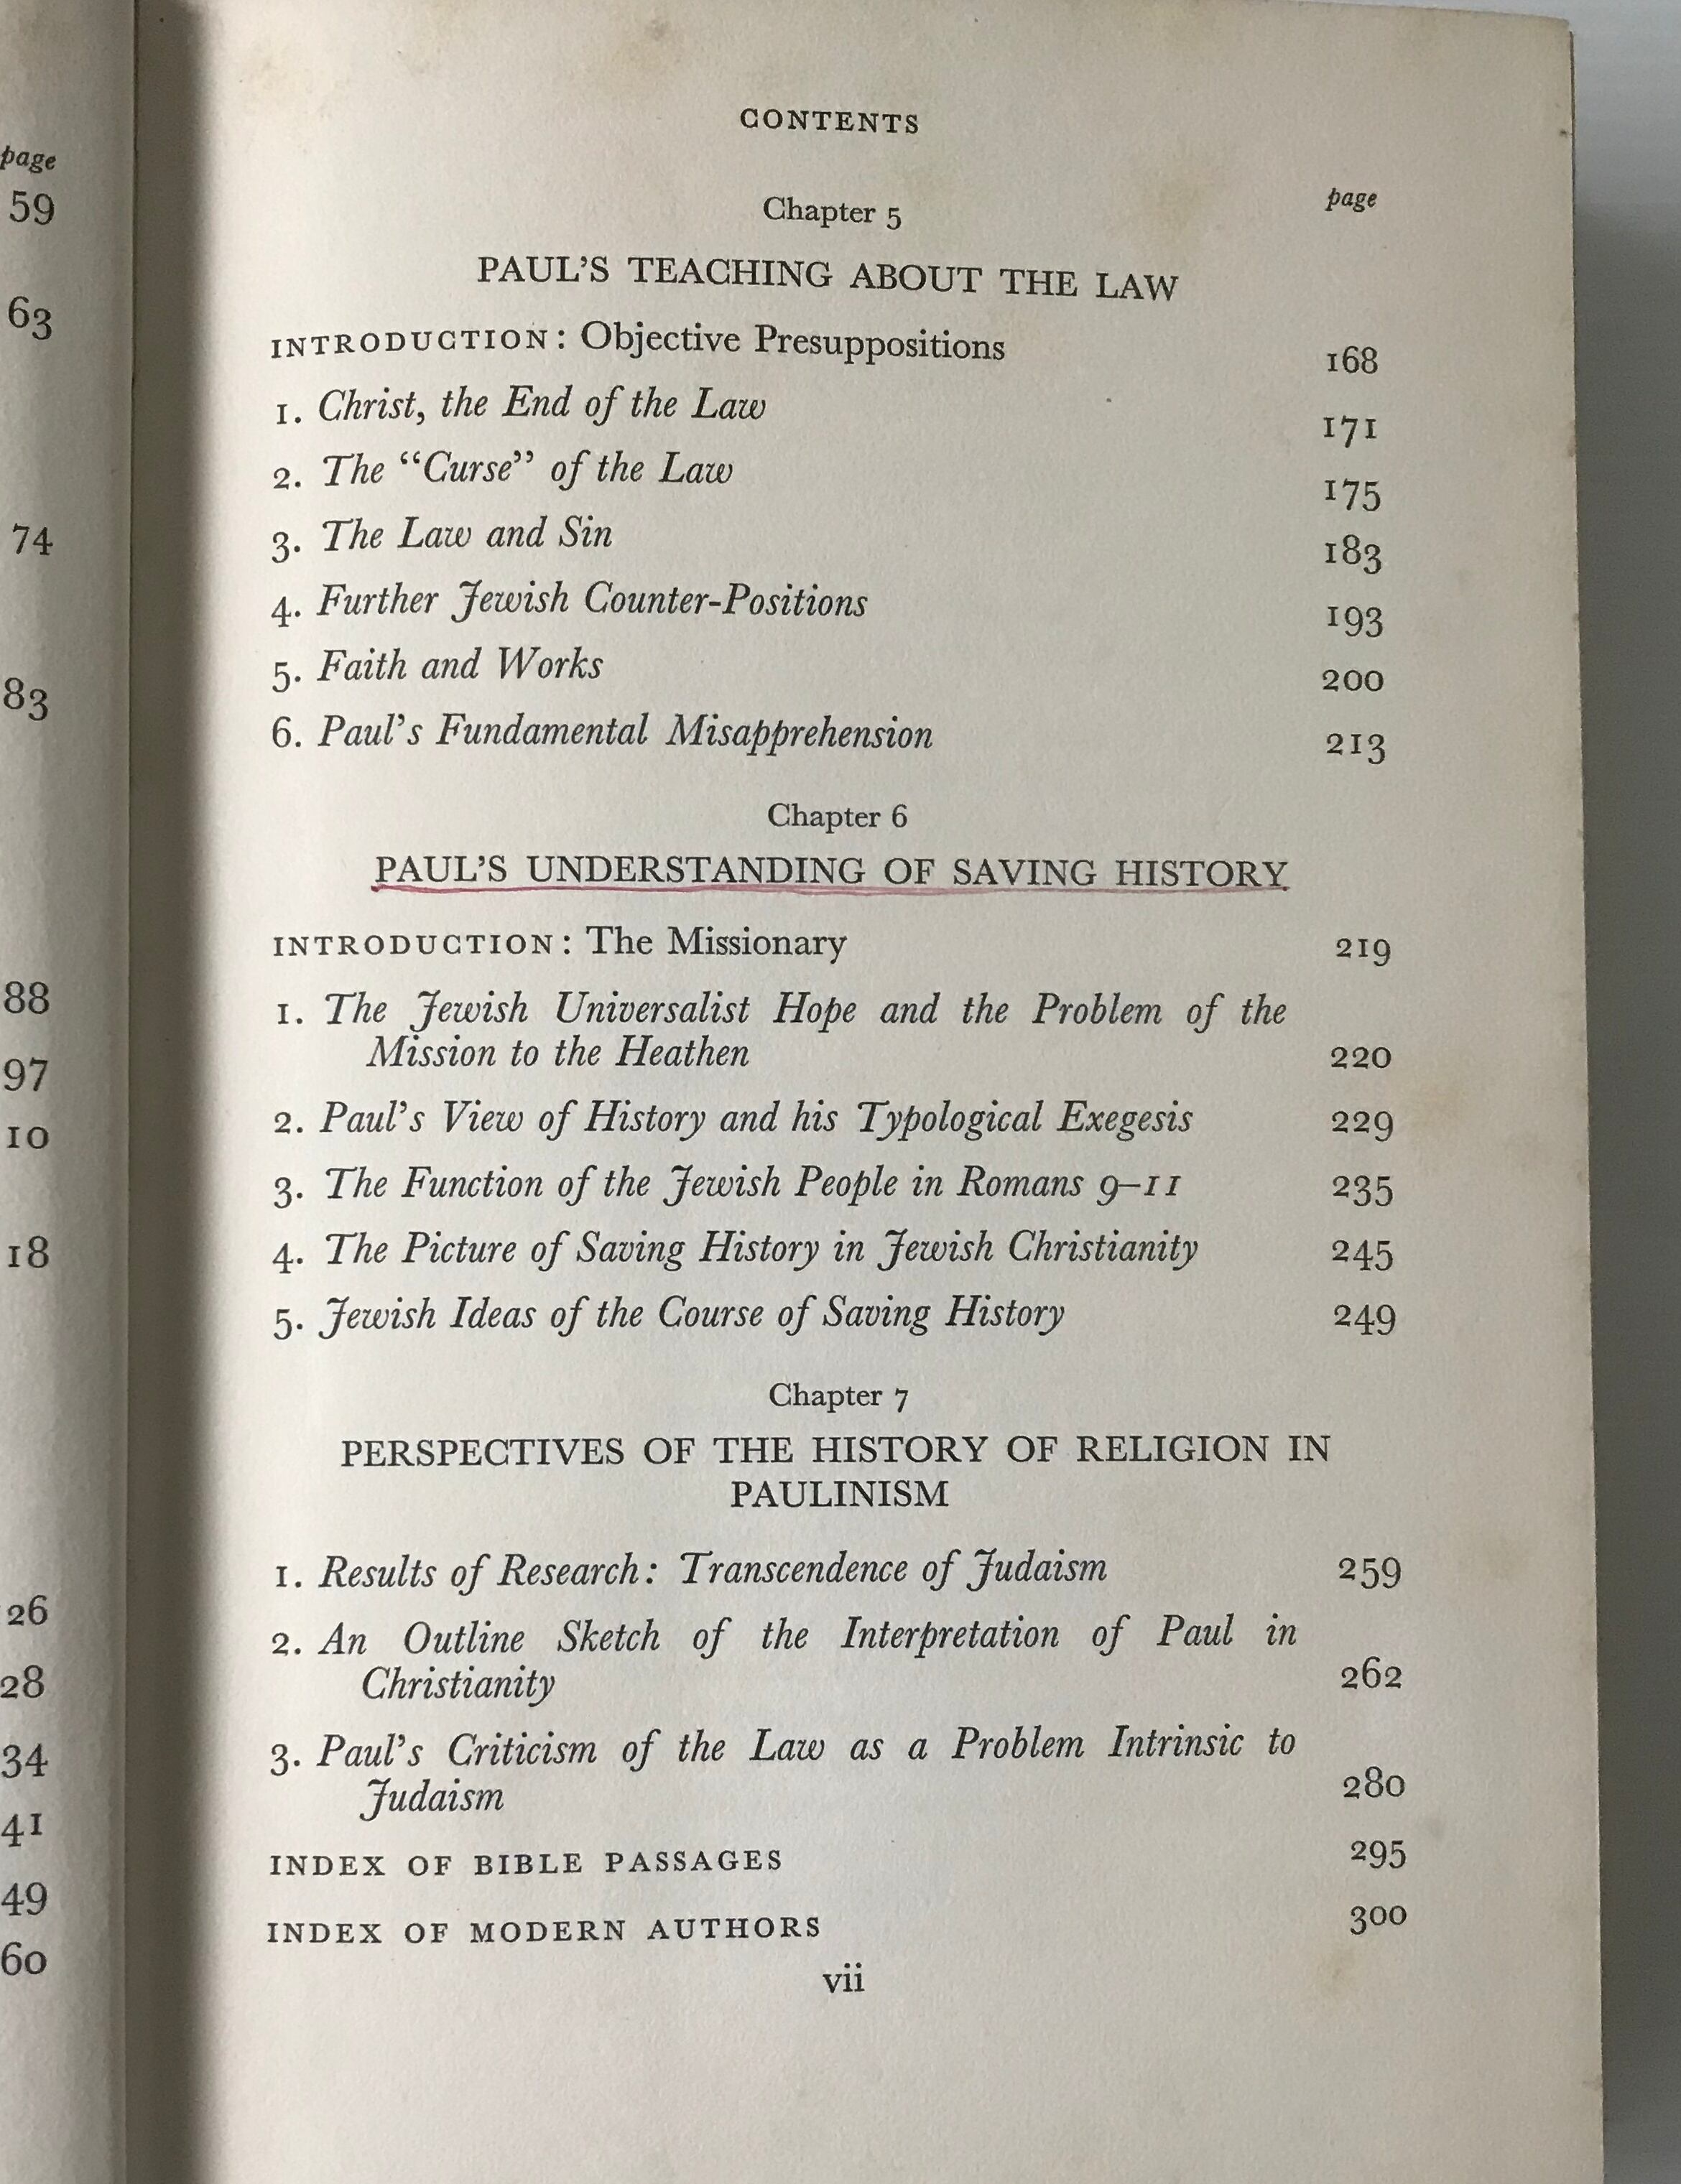 page
59
63
74
83
88
97
10
18
26
28
34
41
49
60
CONTENTS
page
Chapter 5
PAUL'S TEACHING ABOUT THE LAW
INTRODUCTION: Objective Presuppositions 168
1. Christ, the End of the Law 171
2. The “Curse” of the Law 175
3. The Law and Sin 183
4. Further Jewish Counter-Positions 193
5. Faith and Works 200
6. Paul's Fundamental Misapprehension 213
Chapter 6
PAUL'S UNDERSTANDING OF SAVING HISTORY
INTRODUCTION: The Missionary 219
1. The Jewish Universalist Hope and the Problem of the
Mission to the Heathen 220
2. Paul's View of History and his Typological Exegesis 229
3. The Function of the Jewish People in Romans 9–11 235
4. The Picture of Saving History in Jewish Christianity 245
5. Jewish Ideas of the Course of Saving History 249
Chapter 7
PERSPECTIVES OF THE HISTORY OF RELIGION IN
PAULINISM
1. Results of Research: Transcendence of Judaism 259
2. An Outline Sketch of the Interpretation of Paul in
Christianity 262
3. Paul's Criticism of the Law as a Problem Intrinsic to
Judaism 280
INDEX OF BIBLE PASSAGES 295
INDEX OF MODERN AUTHORS 300
vii